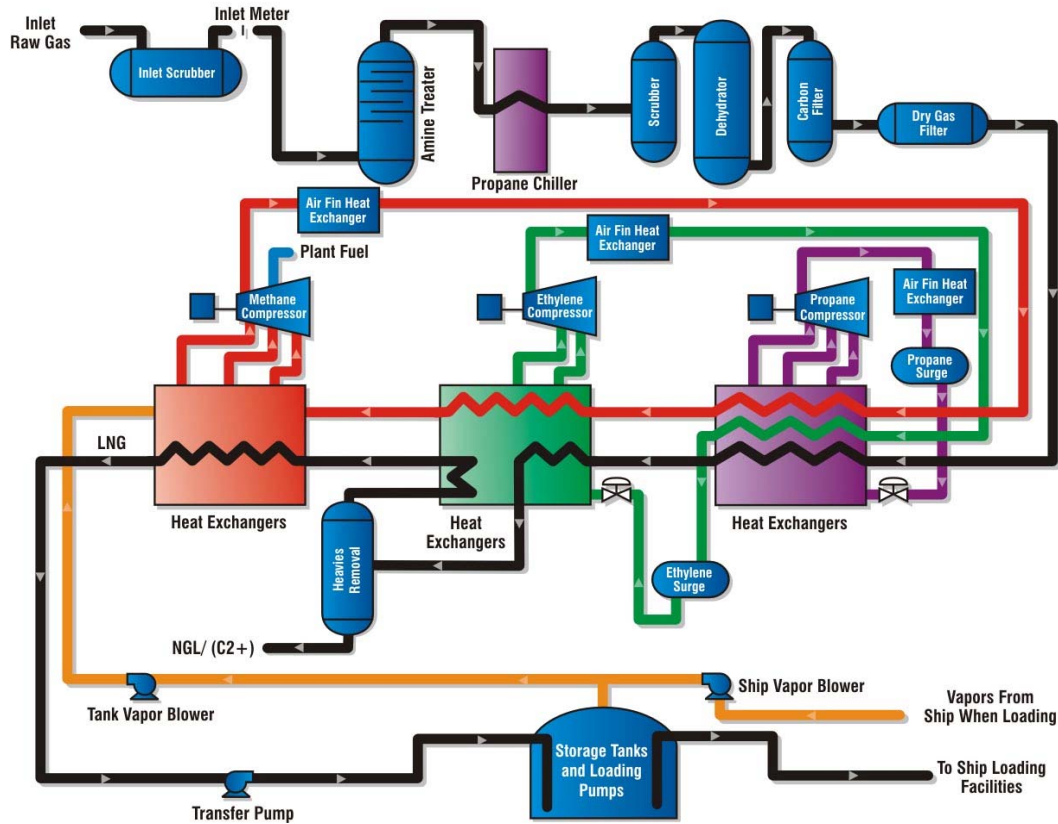 Inlet
Raw Gas
Inlet Meter
Inlet Scrubber
Amine Treater
Propane Chiller
Scrubber
Dehydrator
Carbon
Filter
Dry Gas
Filter
Air Fin Heat
Exchanger
Plant Fuel
Methane
Compressor
Air Fin Heat
Exchanger
Ethylene
Compressor
Propane
Compressor
Air Fin Heat
Exchanger
Propane
Surge
LNG
Heat Exchangers
Heat
Exchangers
Heat Exchangers
Heavies
Removal
Ethylene
Surge
NGL/ (C2+)
Tank Vapor Blower
Ship Vapor Blower
Vapors From
Ship When Loading
Storage Tanks
and Loading
Pumps
To Ship Loading
Facilities
Transfer Pump